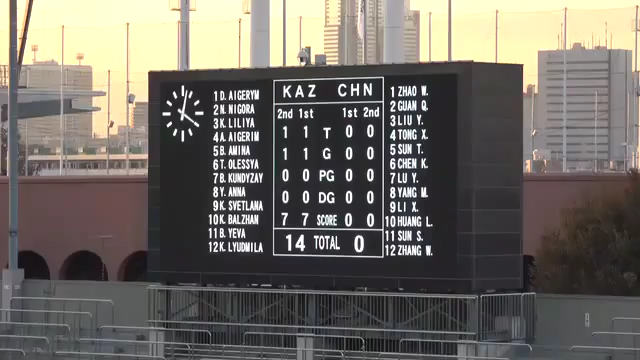 KAZ CHN
2nd 1st 1st 2nd
1 1 T 0 0
1 1 G 0 0
0 0 PG 0 0
0 0 DG 0 0
7 7 SCORE 0 0
14 TOTAL 0
1 D. AIGERYM
2 N. NIGORA
3 K. LILIYA
4 A. AIGERIM
5 B. AMINA
6 T. OLESSYA
7 B. KUNDYZAY
8 Y. ANNA
9 K. SVETLANA
10 K. BALZHAN
11 B. YEVA
12 K. LYUDMILA
1 ZHAO W.
2 GUAN Q.
3 LIU Y.
4 TONG X.
5 SUN T.
6 CHEN K.
7 LU Y.
8 YANG M.
9 LI X.
10 HUANG L.
11 SUN S.
12 ZHANG W.